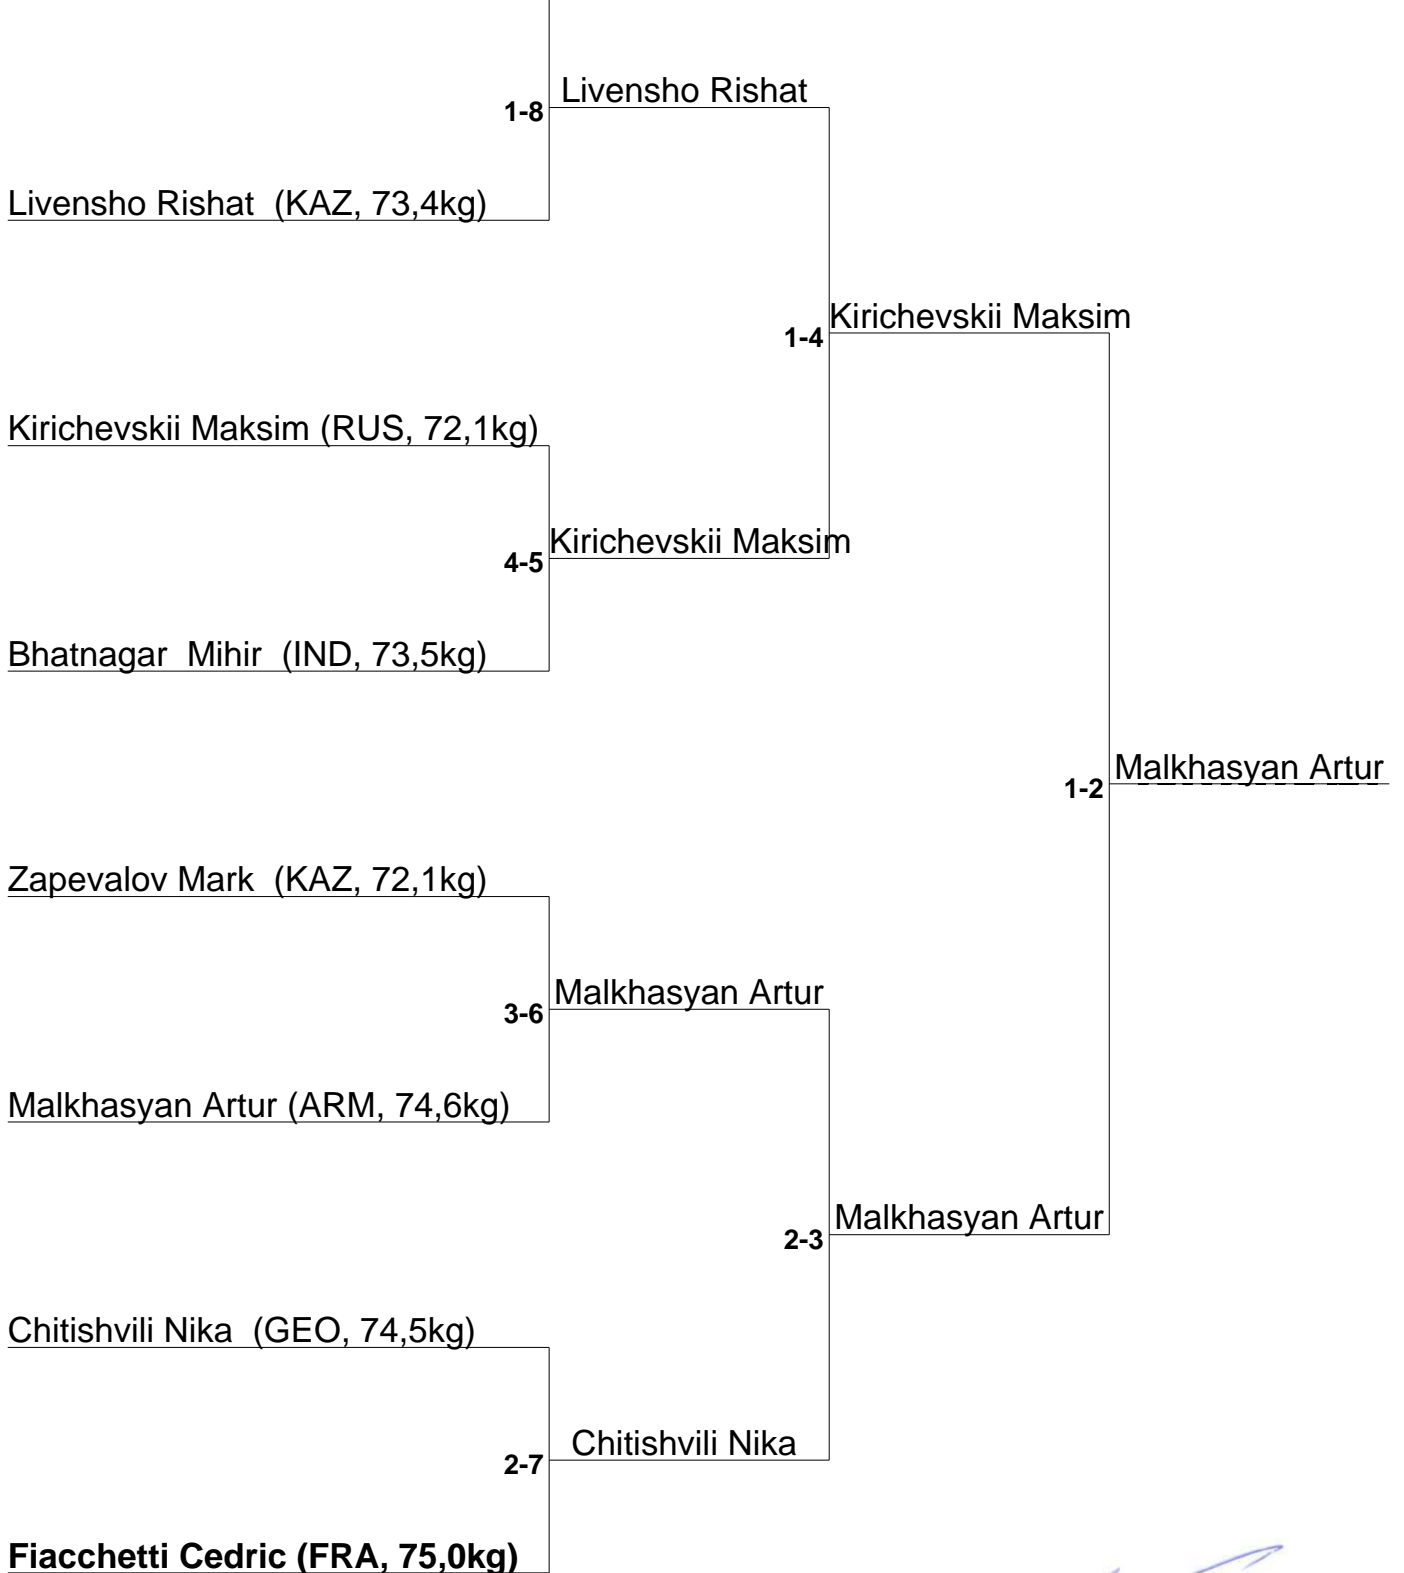 Livensho Rishat
1-8
Livensho Rishat  (KAZ, 73,4kg)
Kirichevskii Maksim
1-4
Kirichevskii Maksim (RUS, 72,1kg)
Kirichevskii Maksim
4-5
Bhatnagar  Mihir  (IND, 73,5kg)
Malkhasyan Artur
1-2
Zapevalov Mark  (KAZ, 72,1kg)
Malkhasyan Artur
3-6
Malkhasyan Artur (ARM, 74,6kg)
Malkhasyan Artur
2-3
Chitishvili Nika  (GEO, 74,5kg)
Chitishvili Nika
2-7
Fiacchetti Cedric (FRA, 75,0kg)